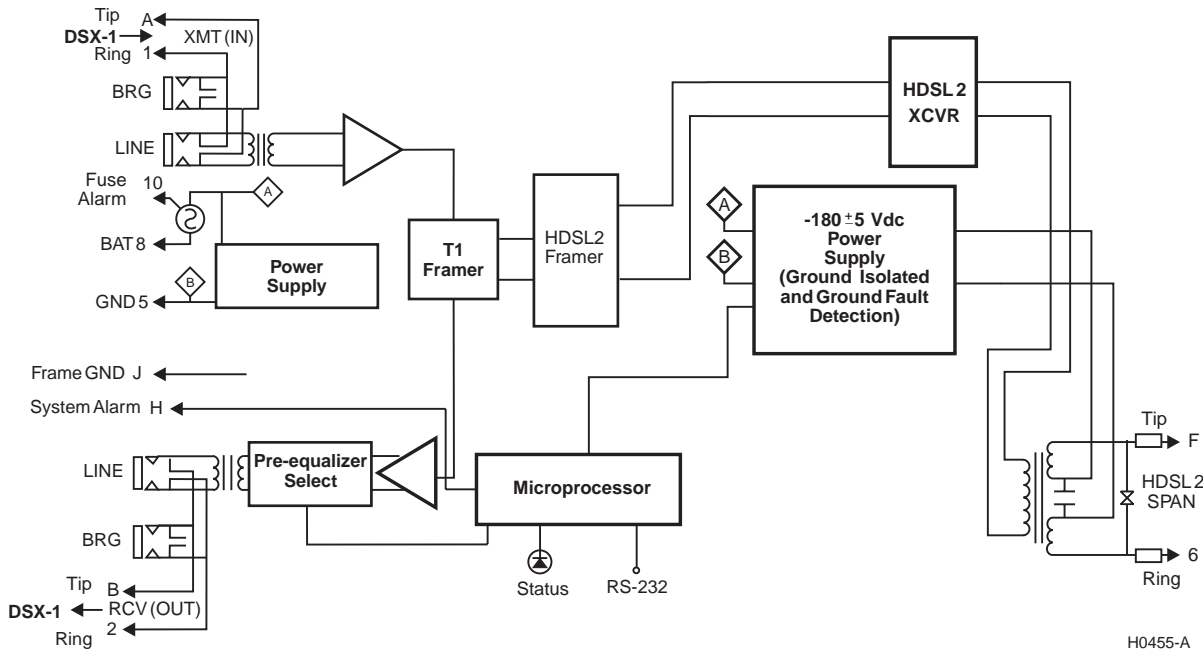 Tip A
DSX-1 XMT (IN)
Ring 1
BRG
LINE
Fuse Alarm 10
A
BAT 8
B
GND 5
Power
Supply
T1
Framer
HDSL2
Framer
HDSL 2
XCVR
A
B
-180 ±5 Vdc
Power
Supply
(Ground Isolated
and Ground Fault
Detection)
Frame GND J
System Alarm H
LINE
Pre-equalizer
Select
Microprocessor
BRG
Status
RS-232
Tip B
DSX-1 RCV (OUT)
Ring 2
Tip
F
HDSL 2
SPAN
6
Ring
H0455-A